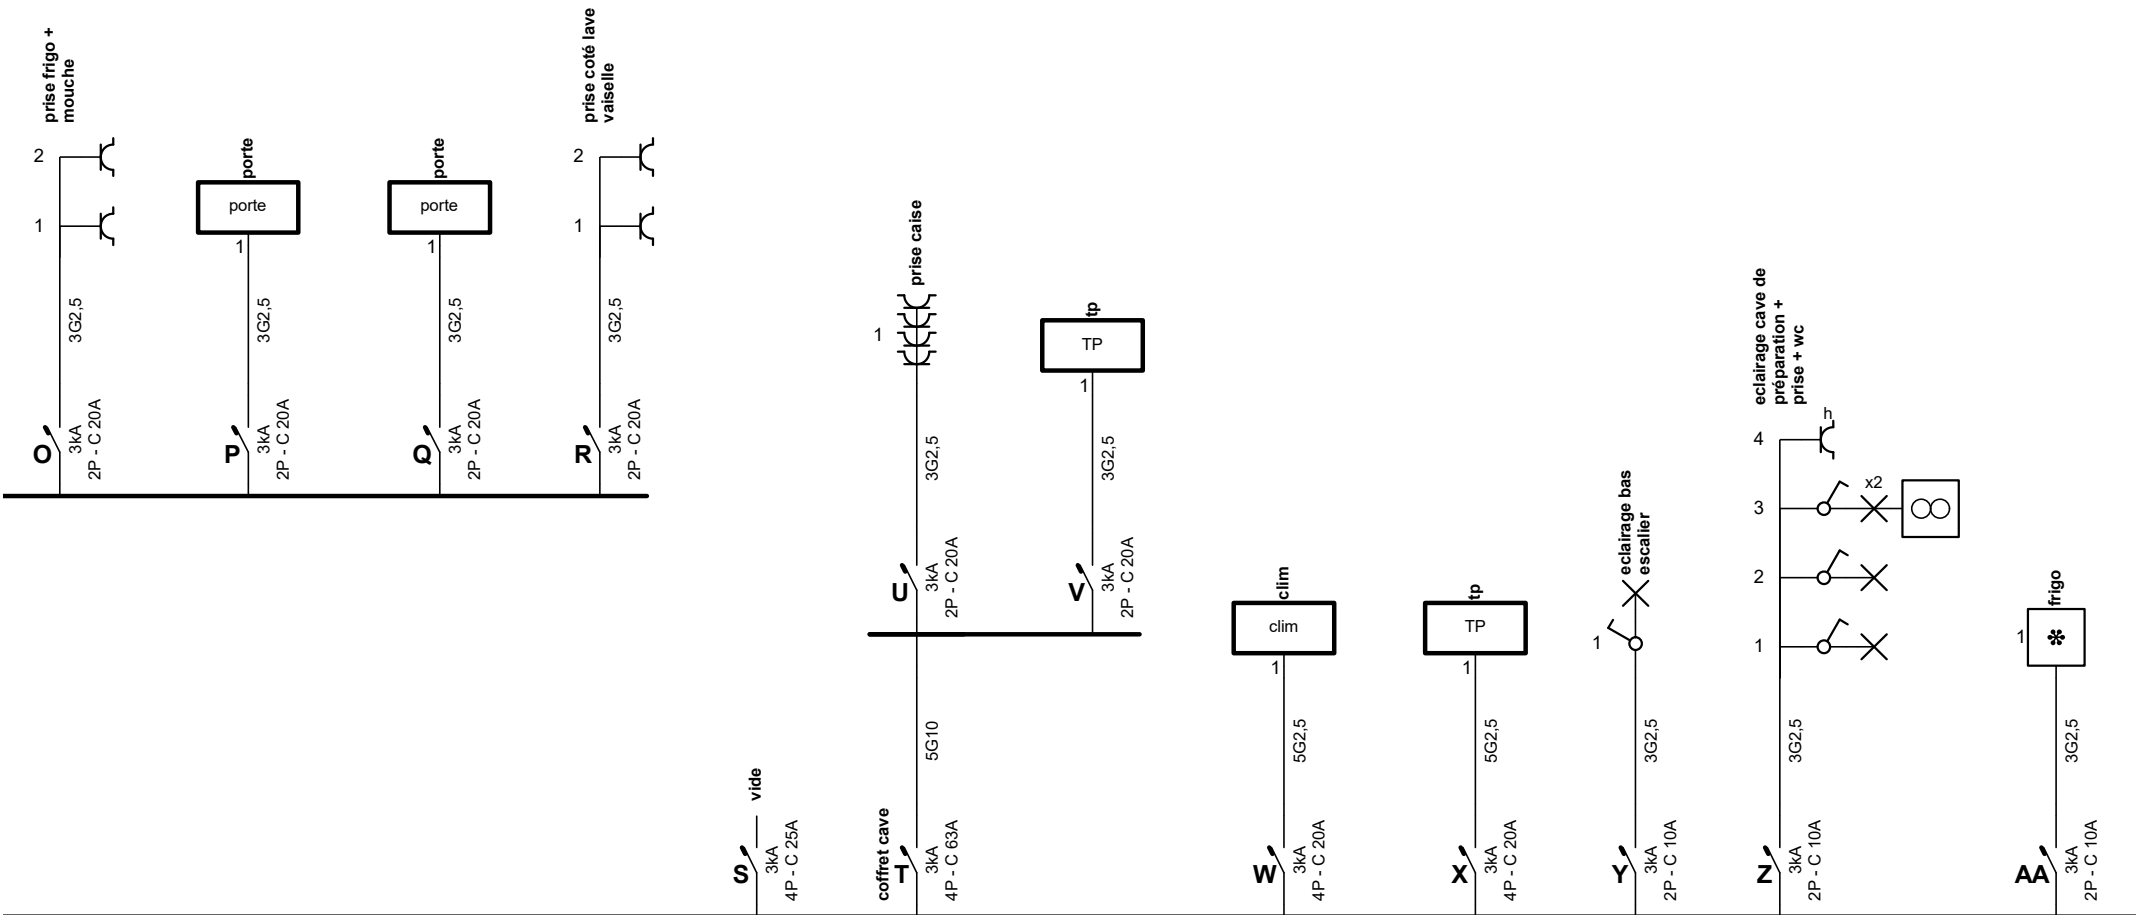 prise frigo +
mouche
2
1
3G2,5
O
3kA
2P - C 20A
porte
porte
1
3G2,5
P
3kA
2P - C 20A
porte
porte
1
3G2,5
Q
3kA
2P - C 20A
prise coté lave
vaiselle
2
1
3G2,5
R
3kA
2P - C 20A
vide
S
3kA
4P - C 25A
prise caise
1
3G2,5
U
3kA
2P - C 20A
5G10
coffret cave
T
3kA
4P - C 63A
tp
TP
1
3G2,5
V
3kA
2P - C 20A
clim
clim
1
5G2,5
W
3kA
4P - C 20A
tp
TP
1
5G2,5
X
3kA
4P - C 20A
eclairage bas
escalier
1
3G2,5
Y
3kA
2P - C 10A
eclairage cave de
préparation +
prise + wc
h
4
x2
3
2
1
3G2,5
Z
3kA
2P - C 10A
frigo
1
3G2,5
AA
3kA
2P - C 10A